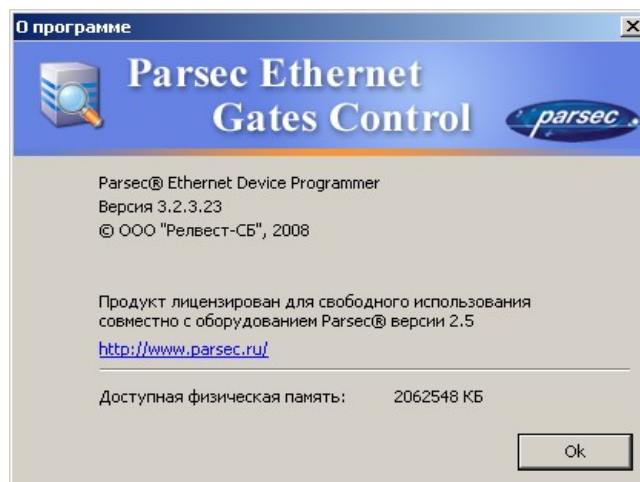 О программе
Parsec Ethernet
Gates Control
parsec
Parsec® Ethernet Device Programmer
Версия 3.2.3.23
© ООО "Релвест-СБ", 2008
Продукт лицензирован для свободного использования
совместно с оборудованием Parsec® версии 2.5
http://www.parsec.ru/
Доступная физическая память: 2062548 КБ
Ok